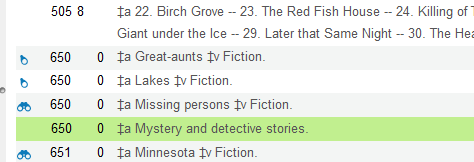 505 8 ‡a 22. Birch Grove -- 23. The Red Fish House -- 24. Killing of
Giant under the Ice -- 29. Later that Same Night -- 30. The Hea
650 0 ‡a Great-aunts ‡v Fiction.
650 0 ‡a Lakes ‡v Fiction.
650 0 ‡a Missing persons ‡v Fiction.
650 0 ‡a Mystery and detective stories.
651 0 ‡a Minnesota ‡v Fiction.